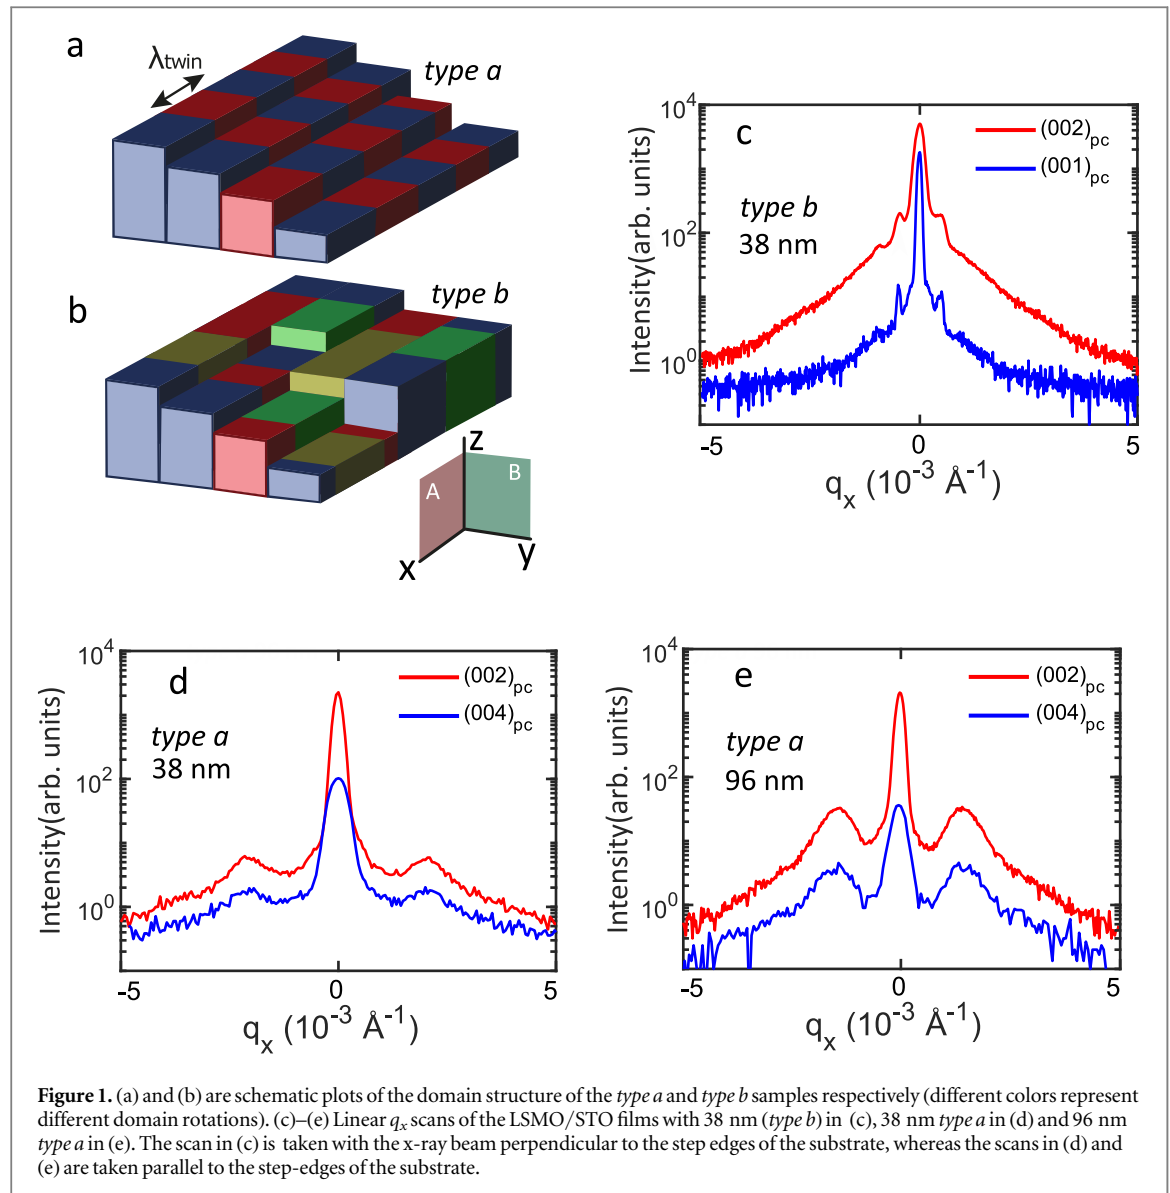 a
λtwin
type a
b
type b
z
A
B
x
y
c
(002)pc
(001)pc
type b
38 nm
Intensity(arb. units)
10^4
10^2
10^0
-5
0
5
q_x (10^-3 Å^-1)
d
(002)pc
(004)pc
type a
38 nm
Intensity(arb. units)
10^4
10^2
10^0
-5
0
5
q_x (10^-3 Å^-1)
e
(002)pc
(004)pc
type a
96 nm
Intensity(arb. units)
10^4
10^2
10^0
-5
0
5
q_x (10^-3 Å^-1)
Figure 1. (a) and (b) are schematic plots of the domain structure of the type a and type b samples respectively (different colors represent
different domain rotations). (c)–(e) Linear q_x scans of the LSMO/STO films with 38 nm (type b) in (c), 38 nm type a in (d) and 96 nm
type a in (e). The scan in (c) is taken with the x-ray beam perpendicular to the step edges of the substrate, whereas the scans in (d) and
(e) are taken parallel to the step-edges of the substrate.